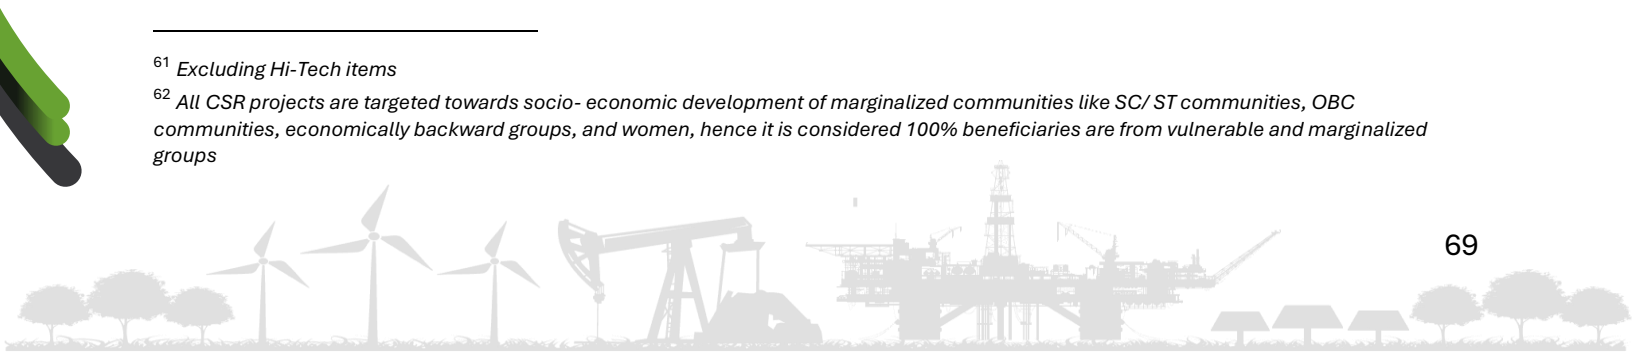 61 Excluding Hi-Tech items
62 All CSR projects are targeted towards socio- economic development of marginalized communities like SC/ ST communities, OBC
communities, economically backward groups, and women, hence it is considered 100% beneficiaries are from vulnerable and marginalized
groups
69